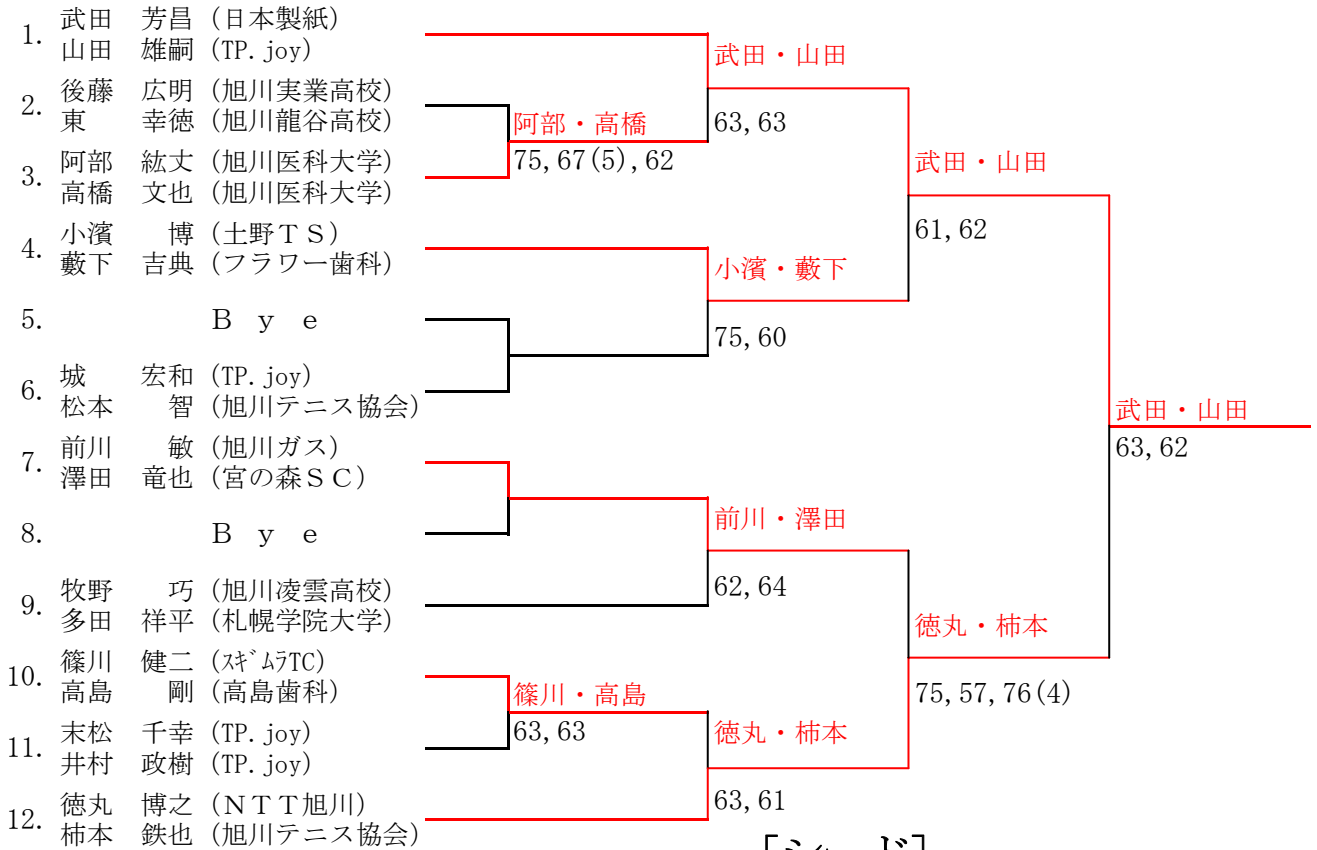 1. 武田 芳昌 (日本製紙)
山田 雄嗣 (TP.joy)
2. 後藤 広明 (旭川実業高校)
東 幸徳 (旭川龍谷高校)
3. 阿部 紘丈 (旭川医科大学)
高橋 文也 (旭川医科大学)
4. 小濱 博 (土野TS)
藪下 吉典 (フラワー歯科)
5. Bye
6. 城 宏和 (TP.joy)
松本 智 (旭川テニス協会)
7. 前川 敏 (旭川ガス)
澤田 竜也 (宮の森SC)
8. Bye
9. 牧野 巧 (旭川凌雲高校)
多田 祥平 (札幌学院大学)
10. 篠川 健二 (スギムラTC)
高島 剛 (高島歯科)
11. 末松 千幸 (TP.joy)
井村 政樹 (TP.joy)
12. 徳丸 博之 (NTT旭川)
柿本 鉄也 (旭川テニス協会)
阿部・高橋
75,67(5),62
篠川・高島
63,63
武田・山田
63,63
小濱・藪下
75,60
前川・澤田
62,64
徳丸・柿本
63,61
武田・山田
61,62
徳丸・柿本
75,57,76(4)
武田・山田
63,62